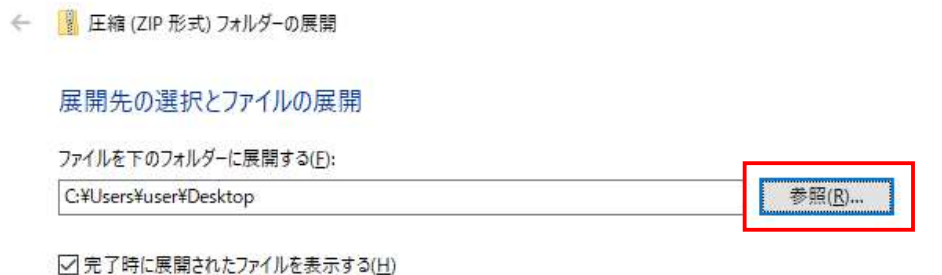 圧縮 (ZIP 形式) フォルダーの展開
展開先の選択とファイルの展開
ファイルを下のフォルダーに展開する(F):
C:¥Users¥user¥Desktop
参照(R)...
完了時に展開されたファイルを表示する(H)